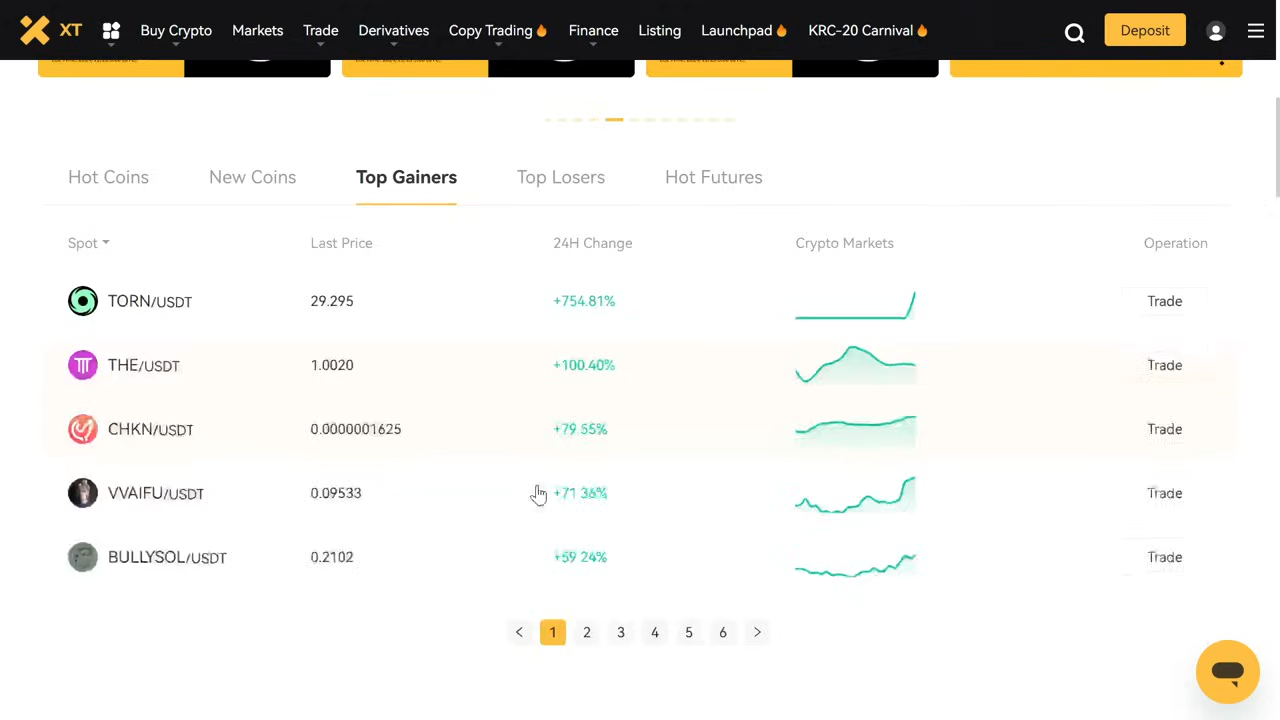 XT Buy Crypto Markets Trade Derivatives Copy Trading Finance Listing Launchpad KRC-20 Carnival Deposit
Hot Coins New Coins Top Gainers Top Losers Hot Futures
Spot Last Price 24H Change Crypto Markets Operation
TORN/USDT 29.295 +754.81% Trade
THE/USDT 1.0020 +100.40% Trade
CHKN/USDT 0.0000001625 +79.55% Trade
VVAIFU/USDT 0.09533 +71.36% Trade
BULLYSOL/USDT 0.2102 +59.24% Trade
< 1 2 3 4 5 6 >